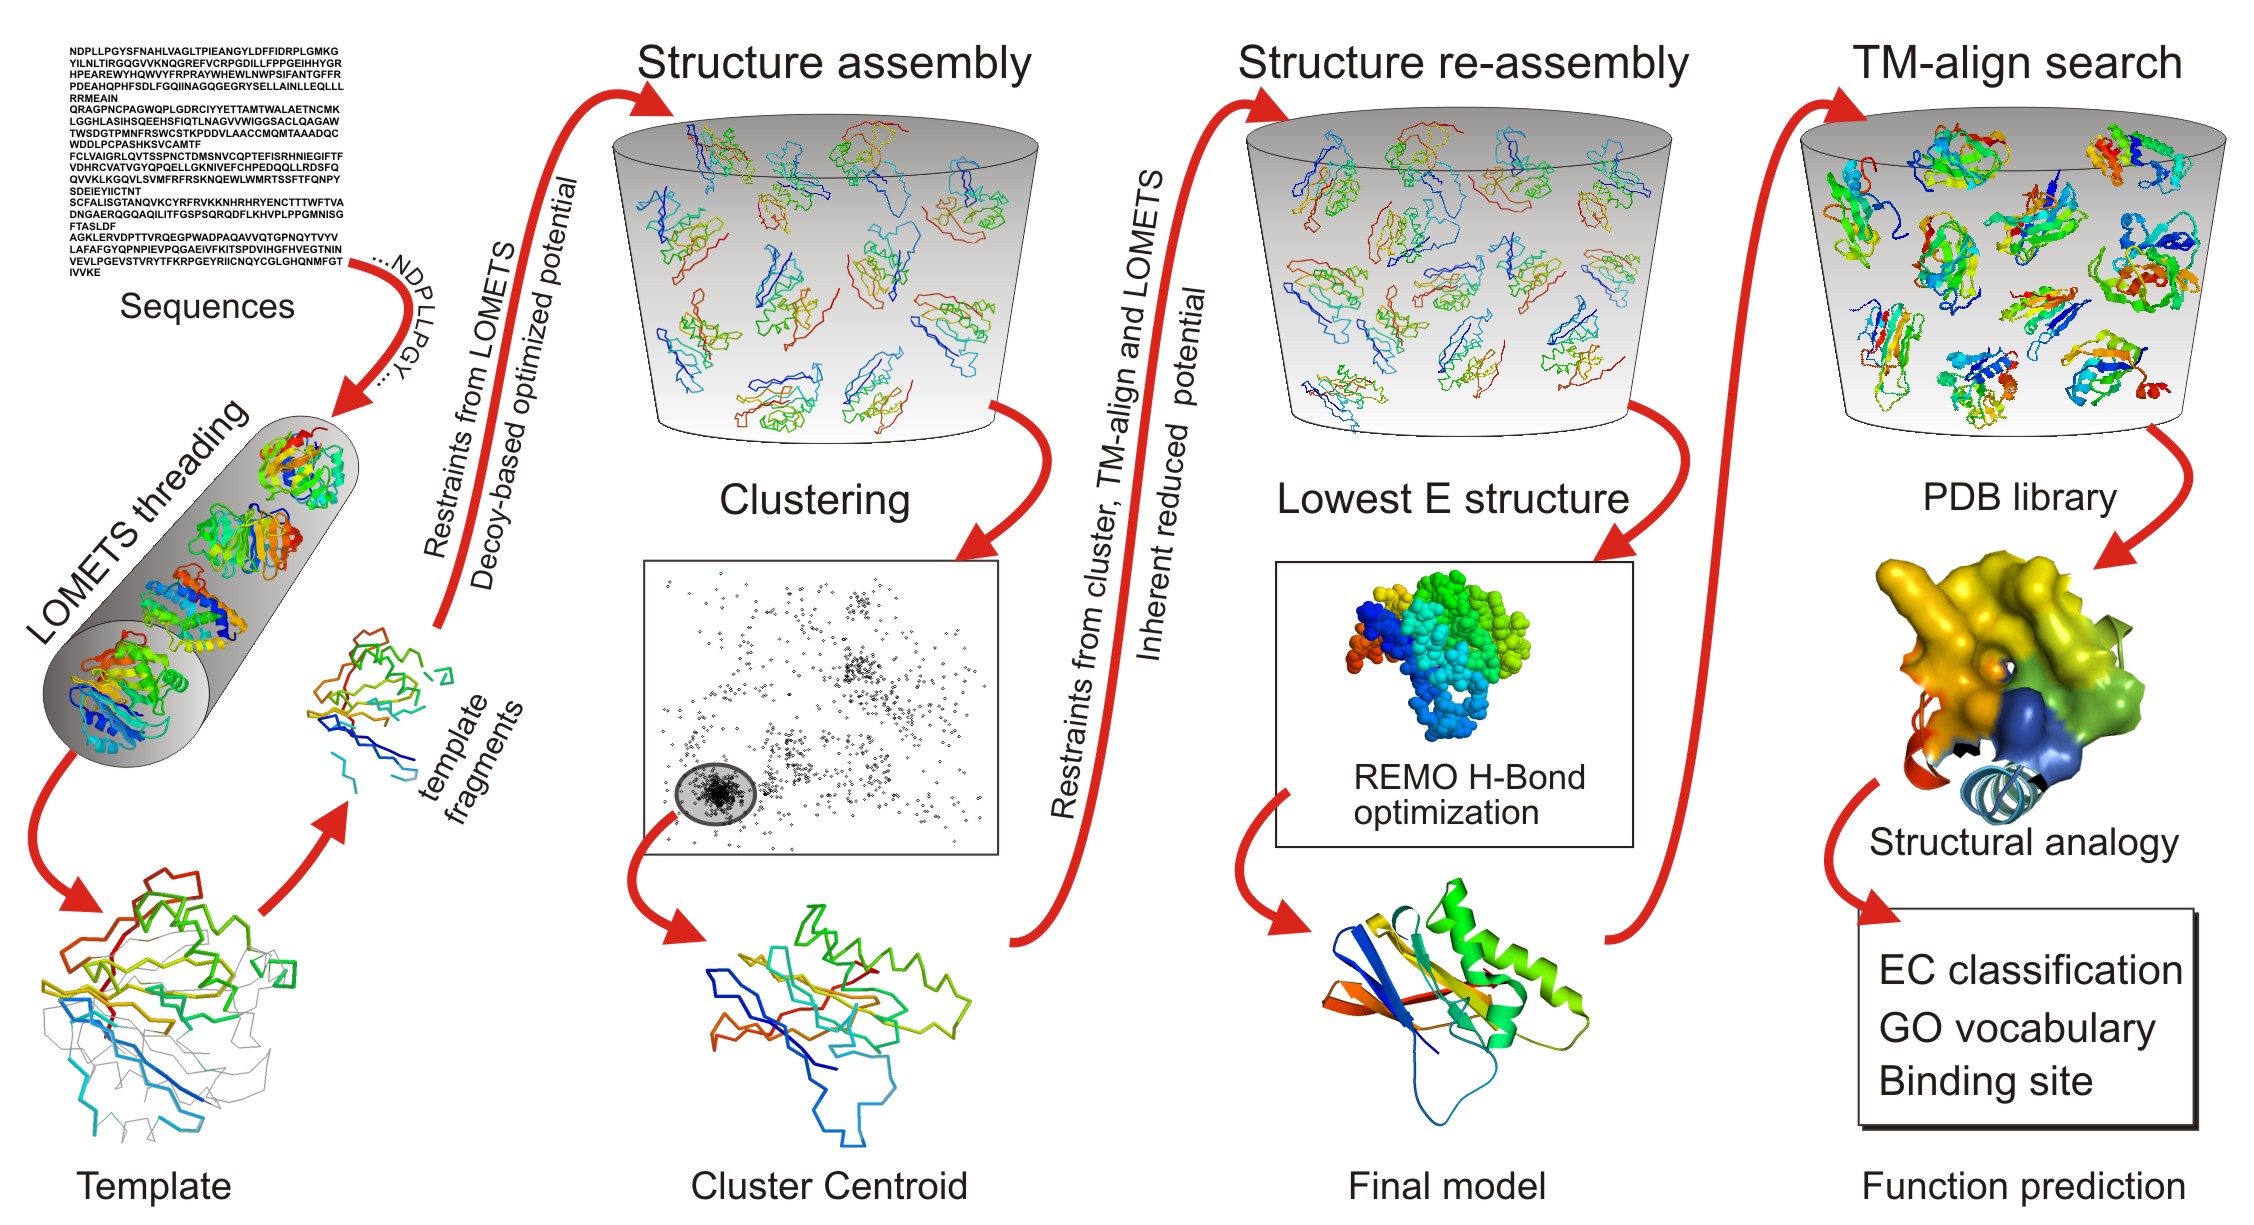 NDPLLPGYSFNAHLVAGLTPIEANGYLDFFIDRPLGMKG
YILNLTIRGQGVVKNQGREFVCRPGDILLFPPGEIHHYGR
HPEAREWYHQWVYFRPRAYWHEWLNWPSIFANTGFFR
PDEAHQPHFSDLFGQIINAGQGEGRYSELLAINLLEQLLL
RRMEAIN
QRAGPNCPAGWQPLGDRCIYYETTAMTWALAETNCMK
LGGHLASIHSQEEHSFIQTLNAGVVWIGGSACLQAGAW
TWSDGTPMNFRSWCSTKPDDVLAACCMQMTAAADQC
WDDLPCPASHKSVCAMTF
FCLVAIGRLQVTSSPNCTDMSNVCQPTEFISRHNIEGIFTF
VDHRCVATVGYQPQELLGKNIVEFCHPEDQQLLRDSFQ
QVVKLKGQVLSVMFRFRSKNQEWLWMRTSSFTFQNPY
SDEIEYIICTNT
SCFALISGTANQVKCYRFRVKKNHRHRYENCTTTWFTVA
DNGAERQGQAQILITFGSPSQRQDFLKHVPLPPGMNISG
FTASLDF
AGKLERVDPTTVRQEGPWADPAQAVVQTGPNQYTVYV
LAFAFGYQPNPIEVPQGAEIVFKITSPDVIHGFHVEGTNIN
VEVLPGEVSTVRYTFKRPGEYRIICNQYCGLGHQNMFGT
IVVKE
Sequences
...NDPLLPGY...
LOMETS threading
Template
template
fragments
Restraints from LOMETS
Decoy-based optimized potential
Structure assembly
Clustering
Cluster Centroid
Restraints from cluster, TM-align and LOMETS
Inherent reduced potential
Structure re-assembly
Lowest E structure
REMO H-Bond
optimization
Final model
TM-align search
PDB library
Structural analogy
EC classification
GO vocabulary
Binding site
Function prediction